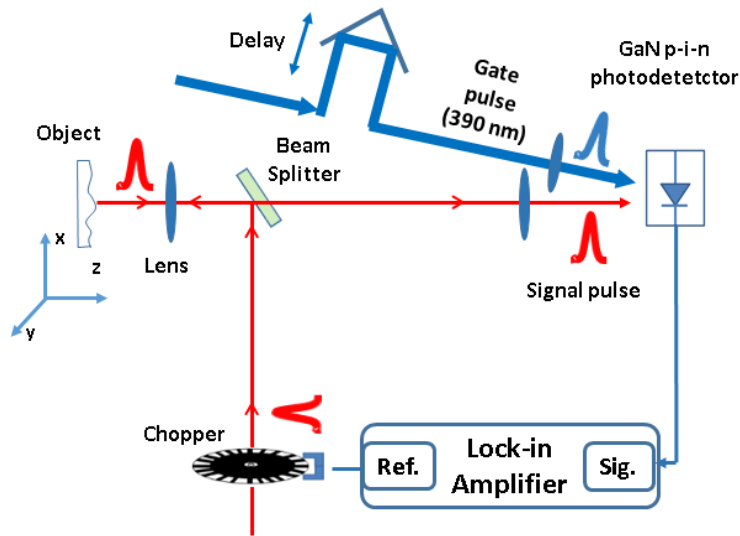 Delay
GaN p-i-n
photodetetctor
Gate
pulse
(390 nm)
Object
Beam
Splitter
x
z
y
Lens
Signal pulse
Chopper
Ref.
Lock-in
Amplifier
Sig.